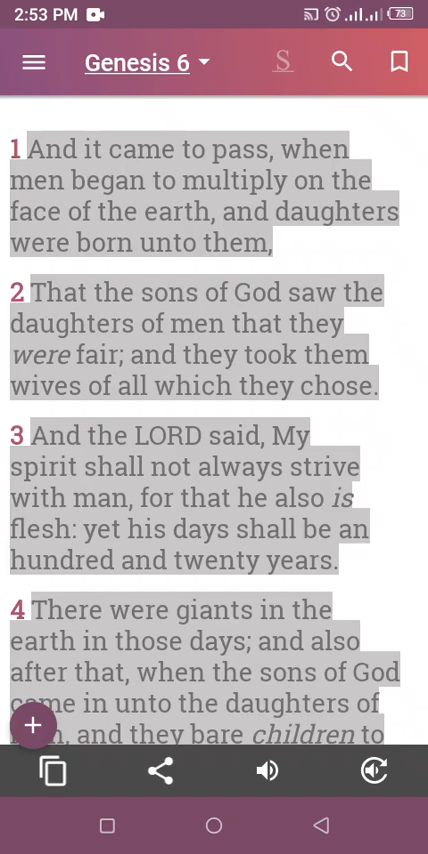 2:53 PM 73
Genesis 6 S
1 And it came to pass, when
men began to multiply on the
face of the earth, and daughters
were born unto them,
2 That the sons of God saw the
daughters of men that they
were fair; and they took them
wives of all which they chose.
3 And the LORD said, My
spirit shall not always strive
with man, for that he also is
flesh: yet his days shall be an
hundred and twenty years.
4 There were giants in the
earth in those days; and also
after that, when the sons of God
came in unto the daughters of
and they bare children to